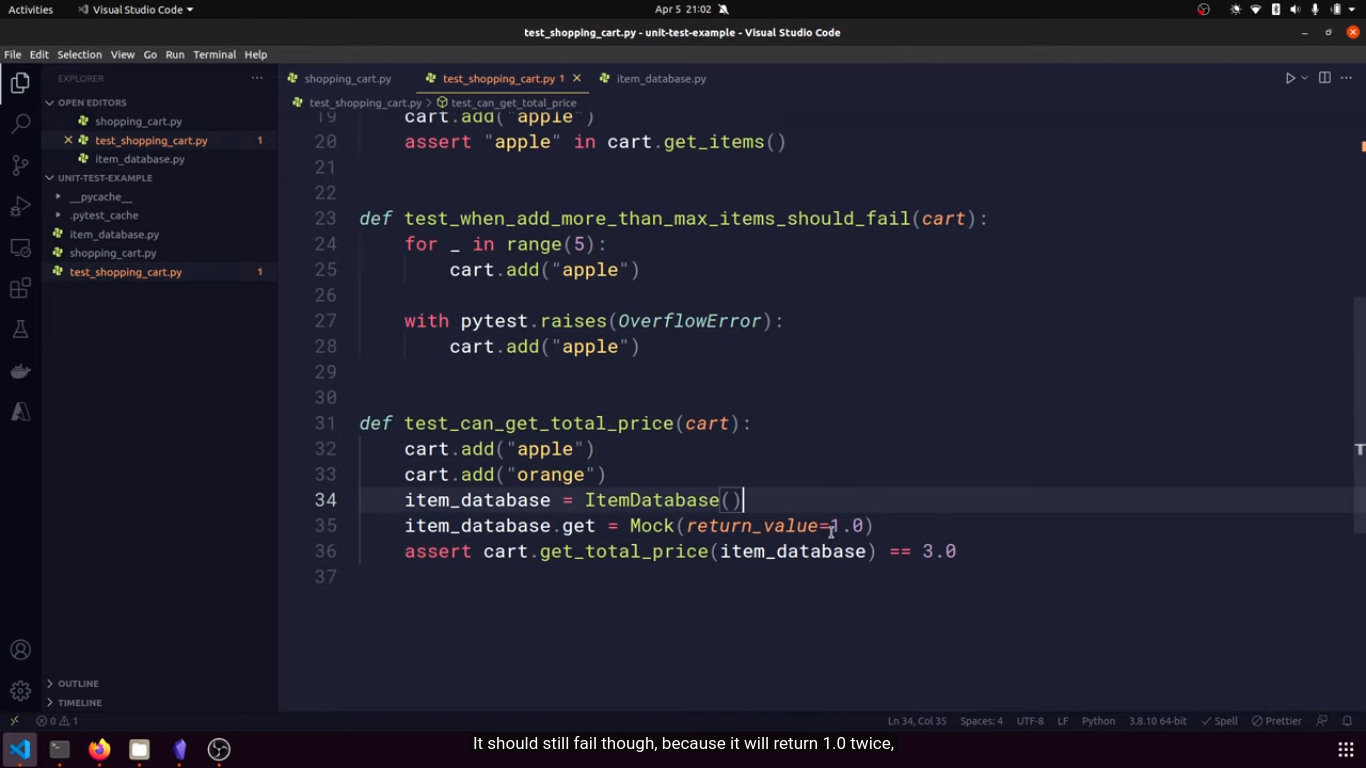 Activities
Visual Studio Code
Apr 5 21:02
test_shopping_cart.py - unit-test-example - Visual Studio Code
File Edit Selection View Go Run Terminal Help
EXPLORER
OPEN EDITORS
shopping_cart.py
test_shopping_cart.py 1
item_database.py
UNIT-TEST-EXAMPLE
__pycache__
.pytest_cache
item_database.py
shopping_cart.py
test_shopping_cart.py 1
OUTLINE
TIMELINE
shopping_cart.py test_shopping_cart.py 1 item_database.py
test_shopping_cart.py > test_can_get_total_price
19 cart.add("apple")
20 assert "apple" in cart.get_items()
21
22
23 def test_when_add_more_than_max_items_should_fail(cart):
24 for _ in range(5):
25 cart.add("apple")
26
27 with pytest.raises(OverflowError):
28 cart.add("apple")
29
30
31 def test_can_get_total_price(cart):
32 cart.add("apple")
33 cart.add("orange")
34 item_database = ItemDatabase()
35 item_database.get = Mock(return_value=1.0)
36 assert cart.get_total_price(item_database) == 3.0
37
0 1 Ln 34, Col 35 Spaces: 4 UTF-8 LF Python 3.8.10 64-bit Spell Prettier
It should still fail though, because it will return 1.0 twice,